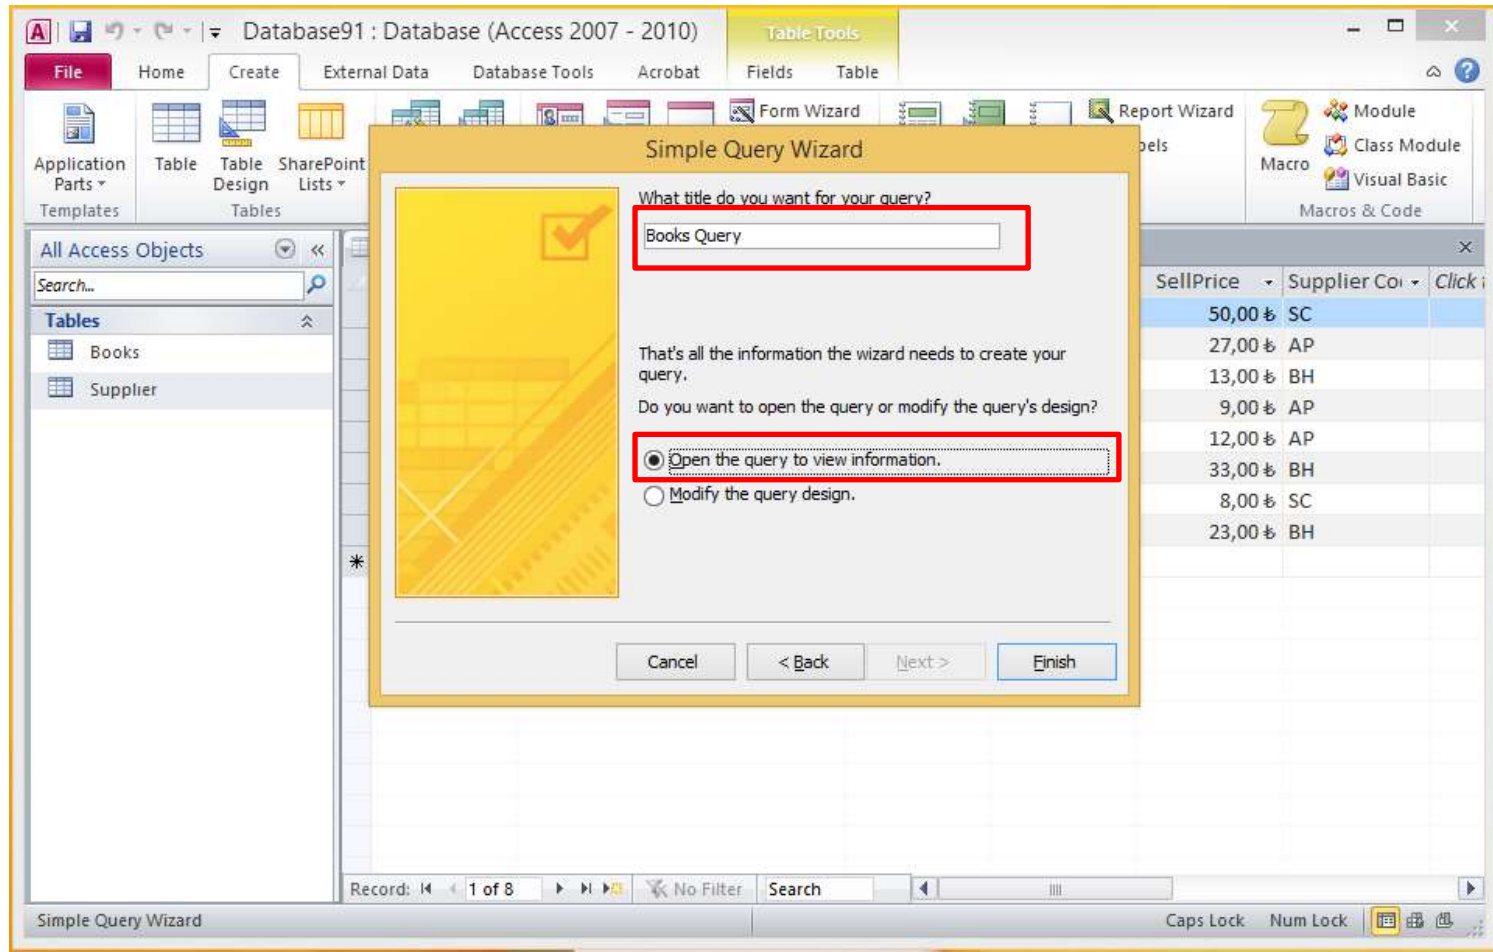 Database91 : Database (Access 2007 - 2010)
Table Tools
File Home Create External Data Database Tools Acrobat Fields Table
Form Wizard
Report Wizard
Module
Application Parts
Table
Table Design
SharePoint Lists
Macro
Class Module
Visual Basic
Templates
Tables
Macros & Code
Simple Query Wizard
What title do you want for your query?
Books Query
That's all the information the wizard needs to create your
query.
Do you want to open the query or modify the query's design?
Open the query to view information.
Modify the query design.
Cancel < Back Next > Finish
All Access Objects
Search...
Tables
Books
Supplier
SellPrice Supplier Click
50,00 ₺ SC
27,00 ₺ AP
13,00 ₺ BH
9,00 ₺ AP
12,00 ₺ AP
33,00 ₺ BH
8,00 ₺ SC
23,00 ₺ BH
Record: 1 of 8 No Filter Search
Simple Query Wizard Caps Lock Num Lock